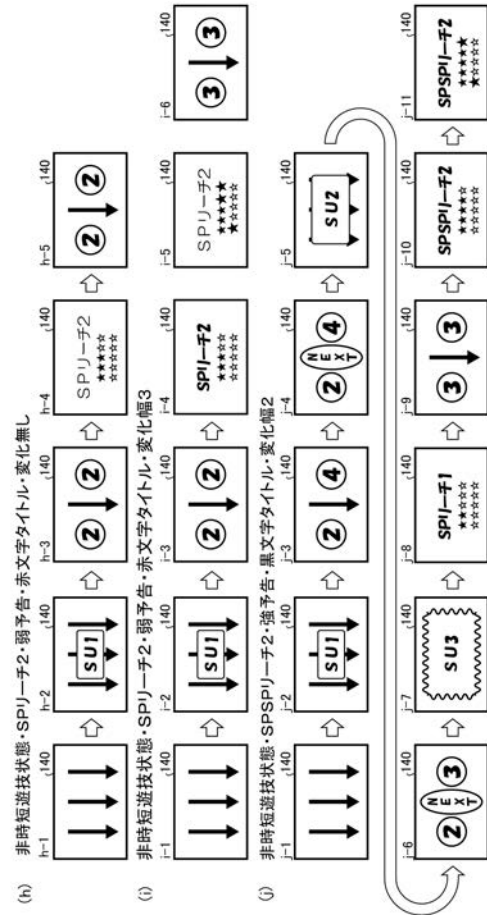 (h) 非時短遊技状態・SPリーチ2・弱予告・赤文字タイトル・変化無し
h-1 140 h-2 140 h-3 140 h-4 140 h-5 140
SU1 ② ② SPリーチ2 ② ②
★★★☆☆
☆☆☆☆☆
(i) 非時短遊技状態・SPリーチ2・弱予告・赤文字タイトル・変化幅3
i-1 140 i-2 140 i-3 140 i-4 140 i-5 140 i-6 140
SU1 ② ② SPリーチ2 SPリーチ2 ③ ③
★★★☆☆ ★★★★★
☆☆☆☆☆ ★☆☆☆☆
(j) 非時短遊技状態・SPSPリーチ2・強予告・黒文字タイトル・変化幅2
j-1 140 j-2 140 j-3 140 j-4 140 j-5 140
SU1 ② ④ ② NEXT ④ SU2
j-6 140 j-7 140 j-8 140 j-9 140 j-10 140 j-11 140
② NEXT ③ SU3 SPリーチ1 ③ ③ SPSPリーチ2 SPSPリーチ2
★★☆☆☆ ★★★★☆ ★★★★★
☆☆☆☆☆ ☆☆☆☆☆ ★☆☆☆☆